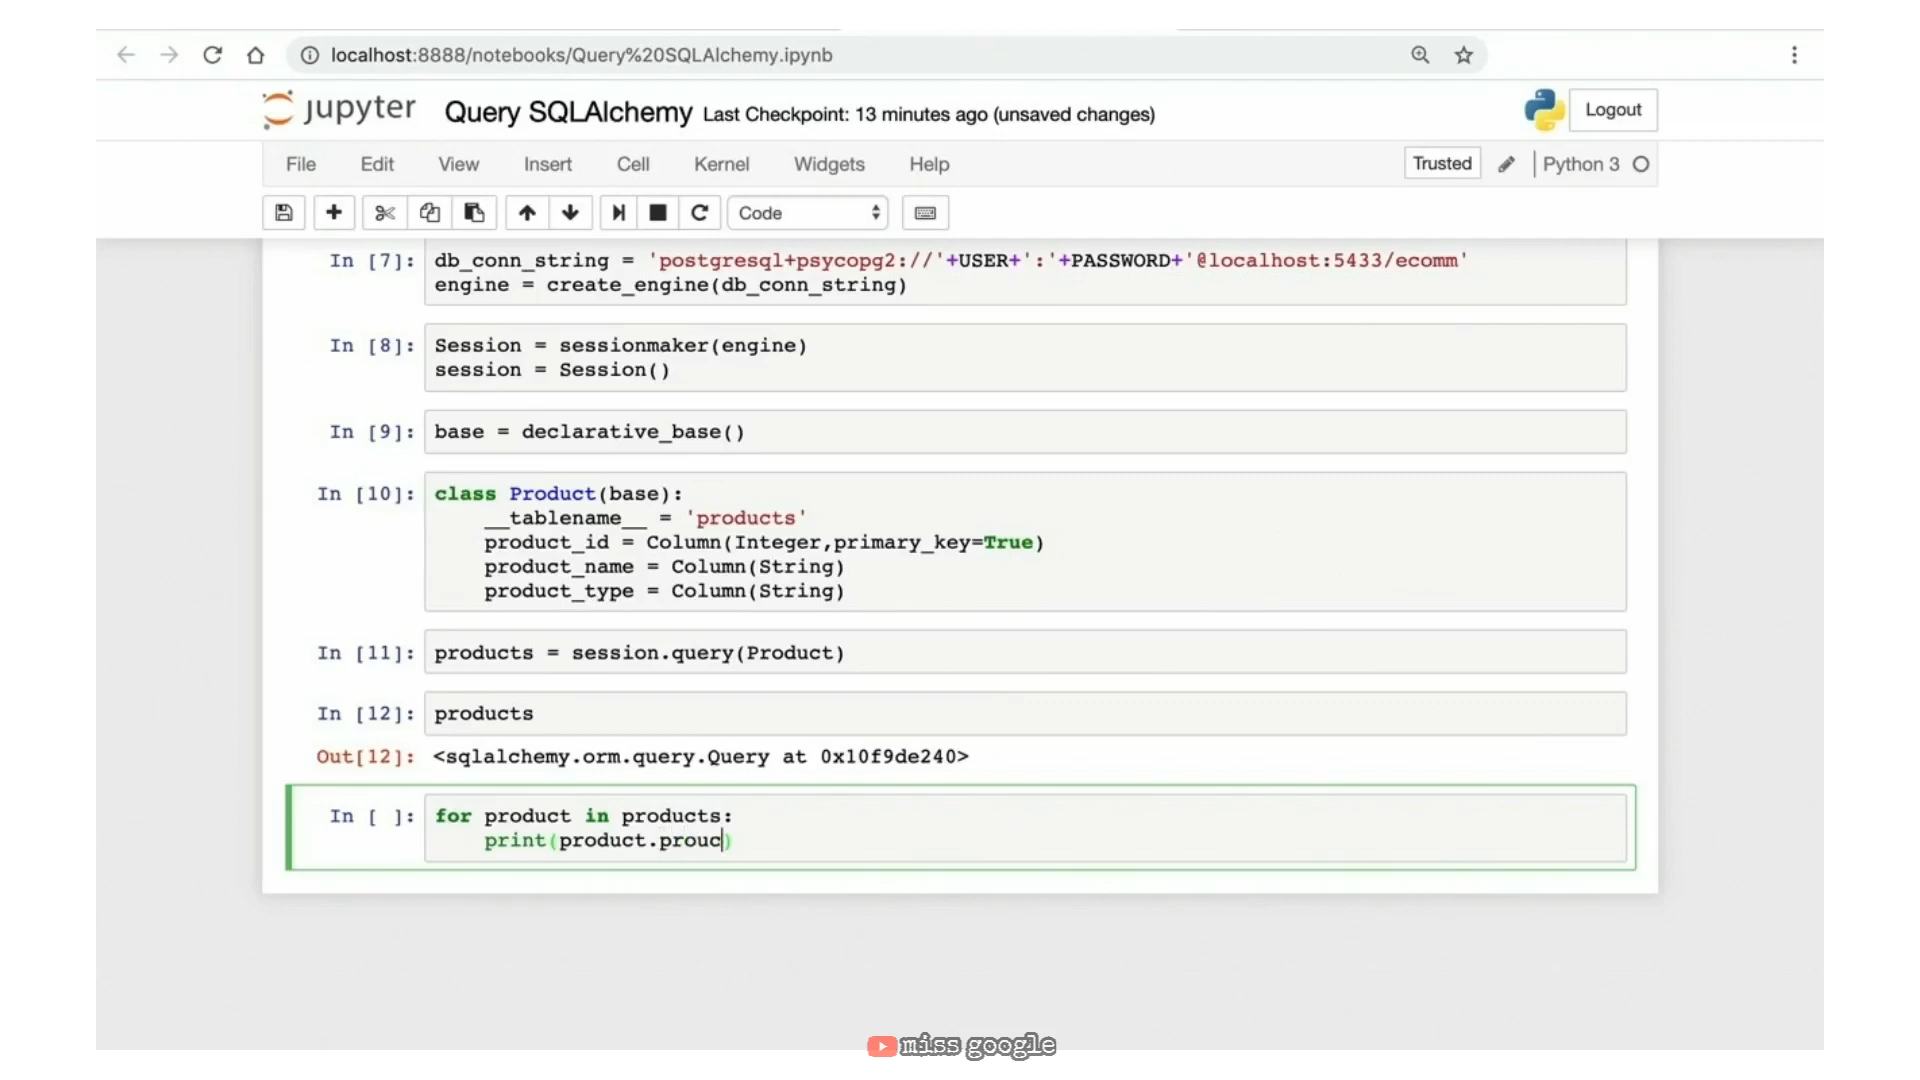 localhost:8888/notebooks/Query%20SQLAlchemy.ipynb
jupyter Query SQLAlchemy Last Checkpoint: 13 minutes ago (unsaved changes) Logout
File Edit View Insert Cell Kernel Widgets Help Trusted Python 3
Code
In [7]: db_conn_string = 'postgresql+psycopg2://'+USER+':'+PASSWORD+'@localhost:5433/ecomm'
engine = create_engine(db_conn_string)
In [8]: Session = sessionmaker(engine)
session = Session()
In [9]: base = declarative_base()
In [10]: class Product(base):
__tablename__ = 'products'
product_id = Column(Integer,primary_key=True)
product_name = Column(String)
product_type = Column(String)
In [11]: products = session.query(Product)
In [12]: products
Out[12]: <sqlalchemy.orm.query.Query at 0x10f9de240>
In [ ]: for product in products:
print(product.prouc)
miss google